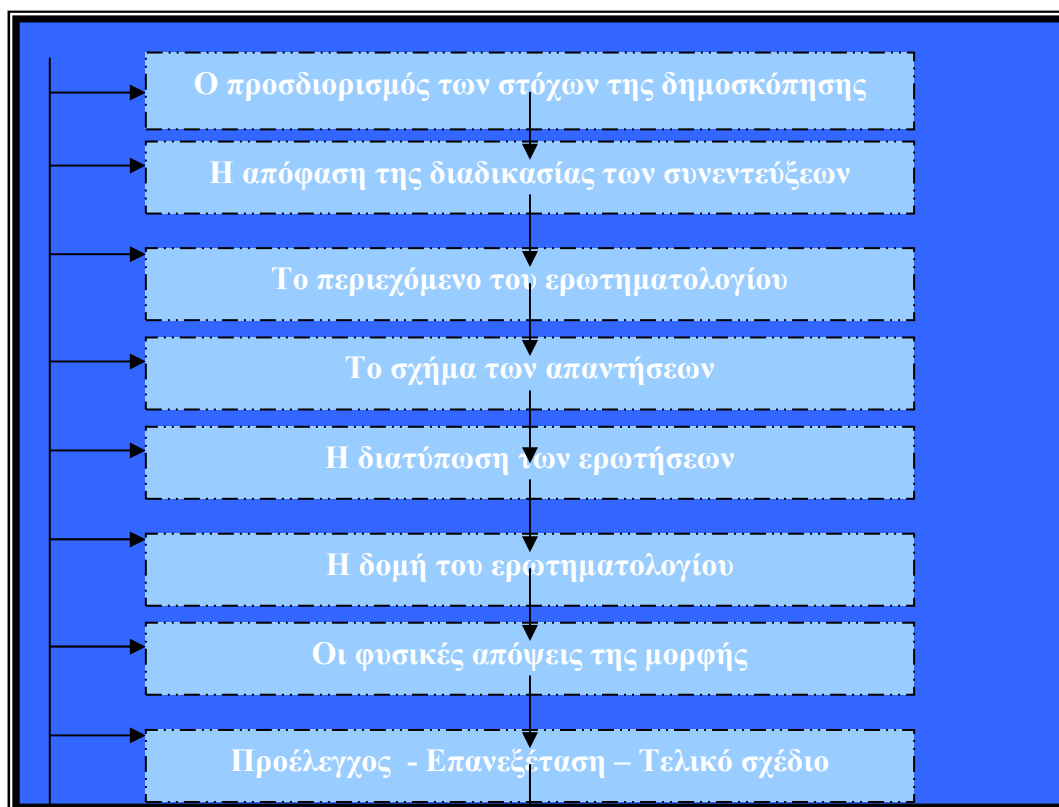 Ο προσδιορισμός των στόχων της δημοσκόπησης
Η απόφαση της διαδικασίας των συνεντεύξεων
Το περιεχόμενο του ερωτηματολογίου
Το σχήμα των απαντήσεων
Η διατύπωση των ερωτήσεων
Η δομή του ερωτηματολογίου
Οι φυσικές απόψεις της μορφής
Προέλεγχος - Επανεξέταση – Τελικό σχέδιο